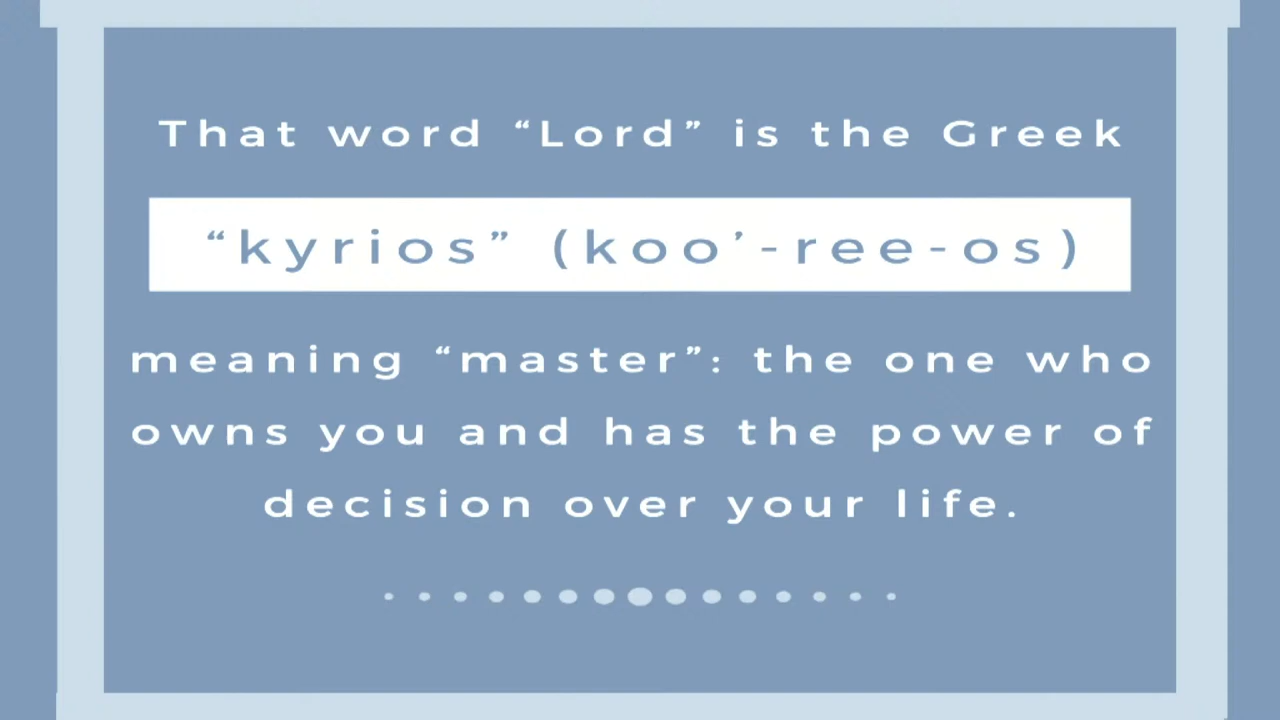 That word “Lord” is the Greek
“kyrios” (koo’-ree-os)
meaning “master”: the one who
owns you and has the power of
decision over your life.